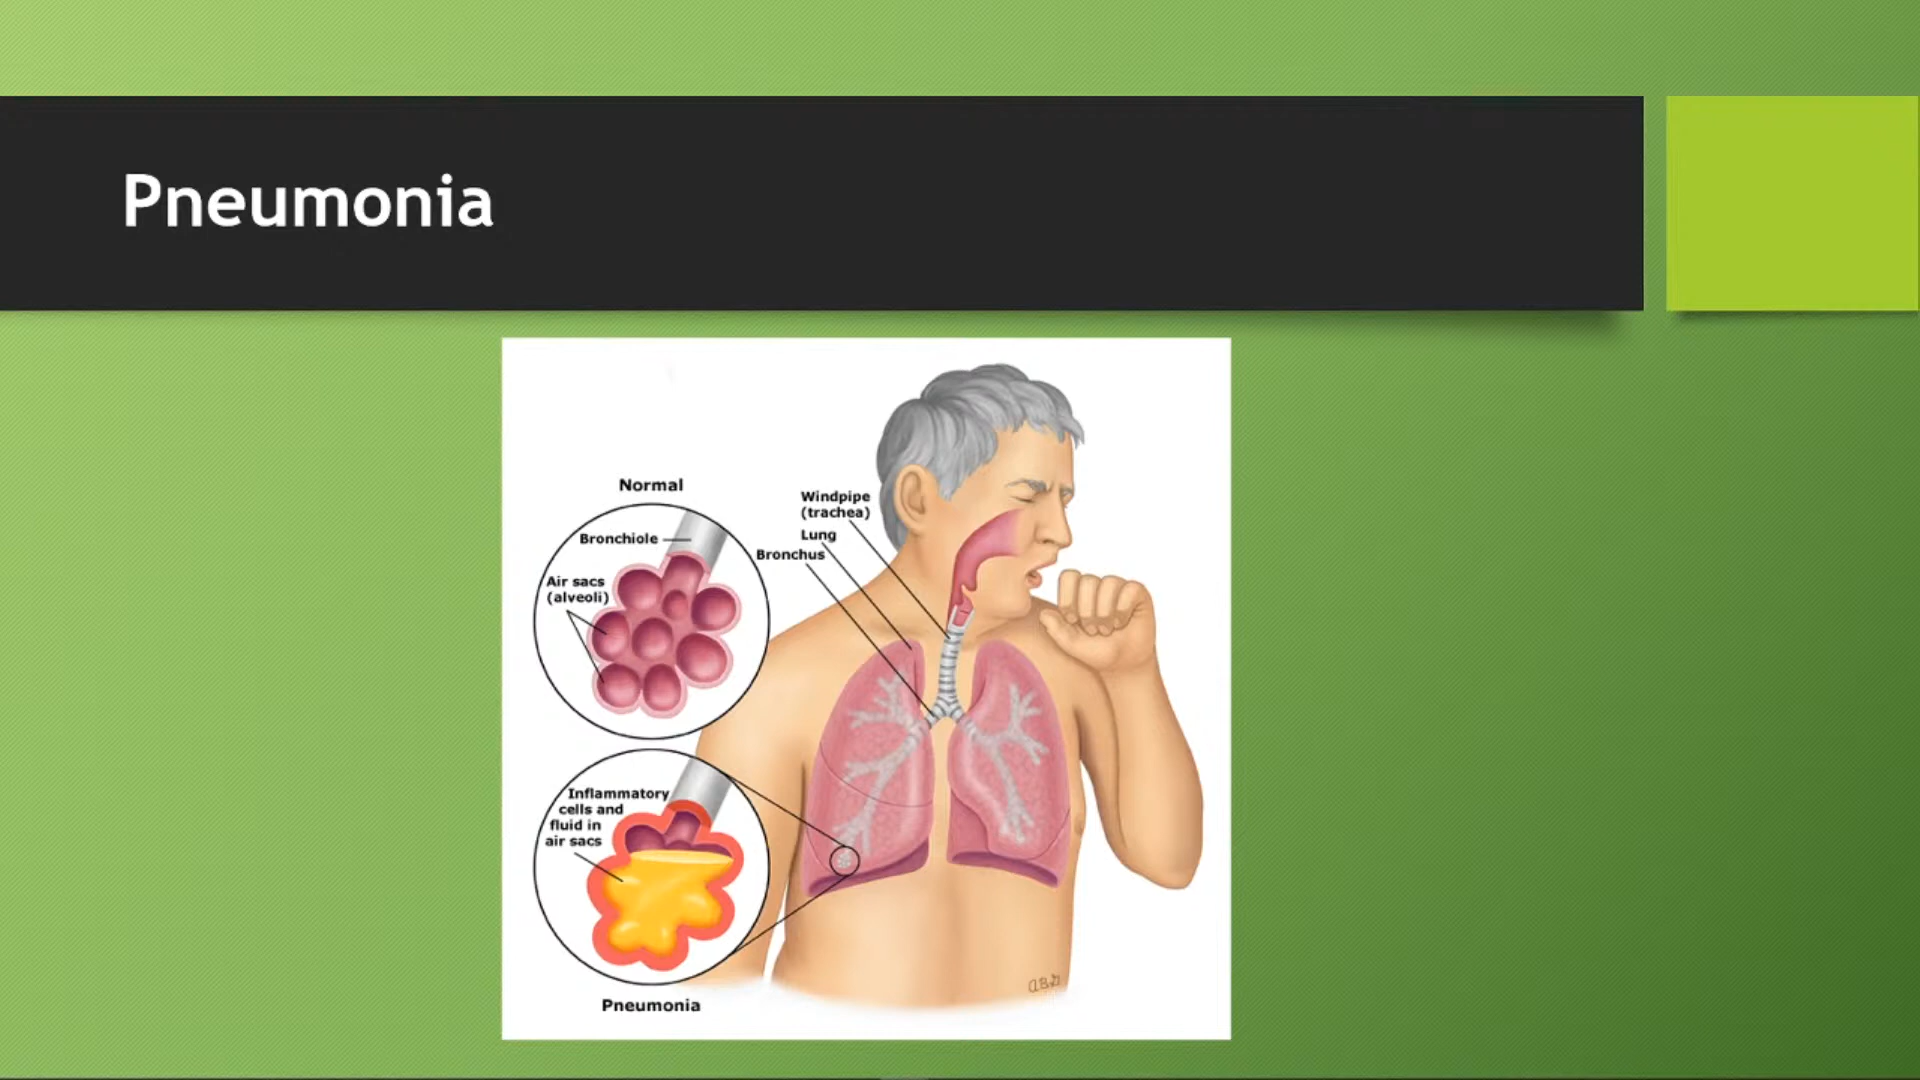 Pneumonia
Normal
Bronchiole
Air sacs
(alveoli)
Windpipe
(trachea)
Lung
Bronchus
Inflammatory
cells and
fluid in
air sacs
Pneumonia